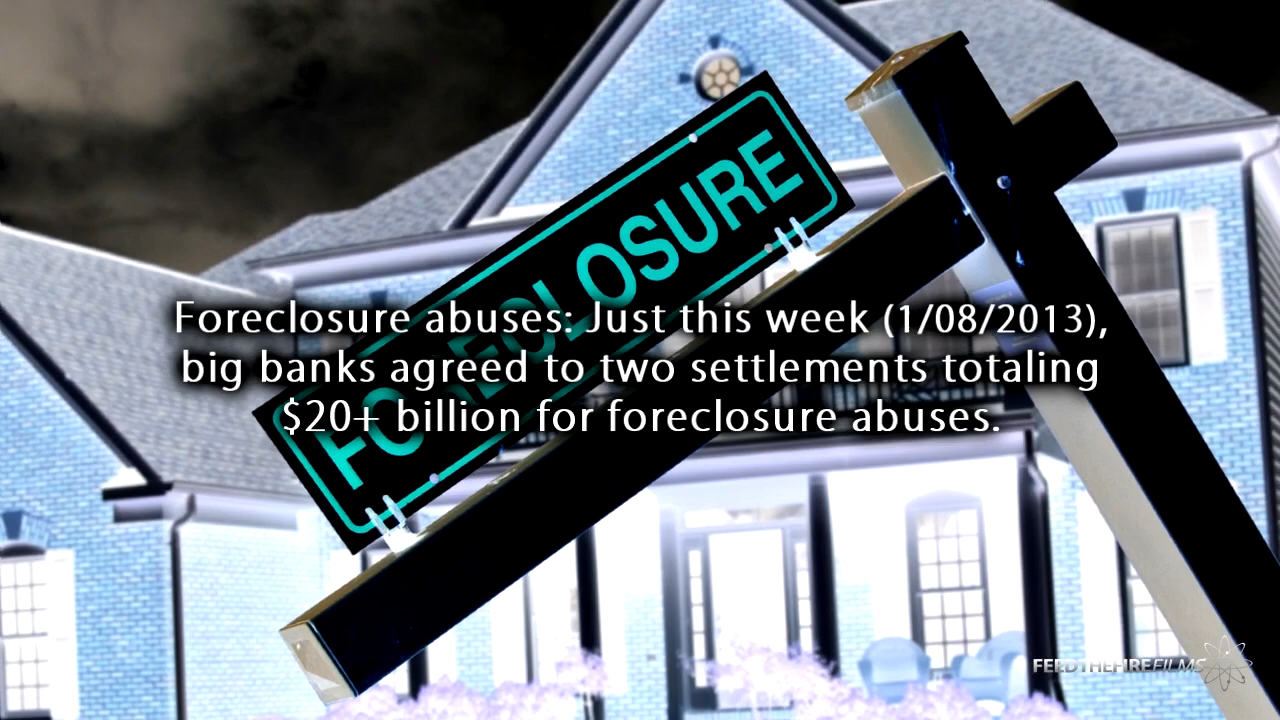 FORECLOSURE
Foreclosure abuses: Just this week (1/08/2013),
big banks agreed to two settlements totaling
$20+ billion for foreclosure abuses.
FEEDTHEFIREFILMS